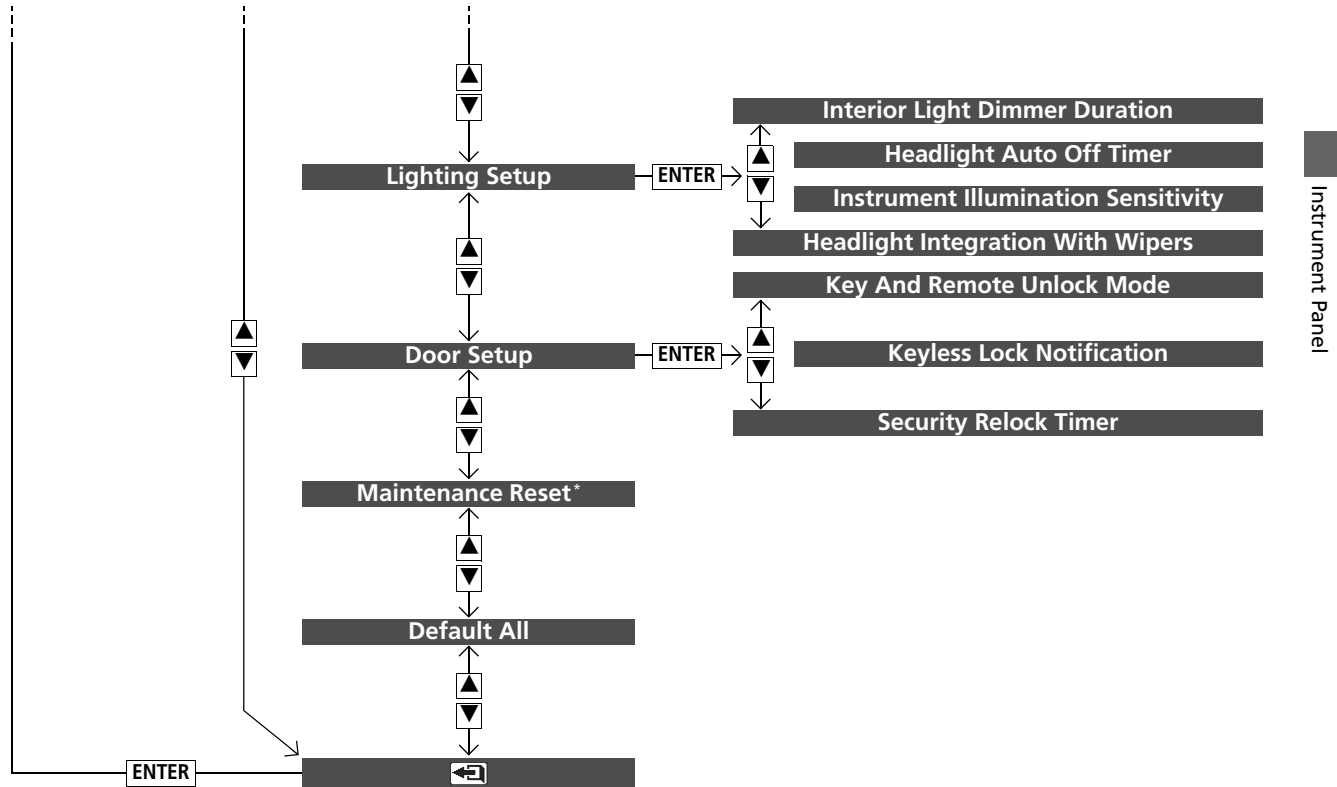 Interior Light Dimmer Duration
Headlight Auto Off Timer
Lighting Setup
ENTER
Instrument Illumination Sensitivity
Headlight Integration With Wipers
Key And Remote Unlock Mode
Door Setup
ENTER
Keyless Lock Notification
Security Relock Timer
Maintenance Reset*
Default All
ENTER
Instrument Panel